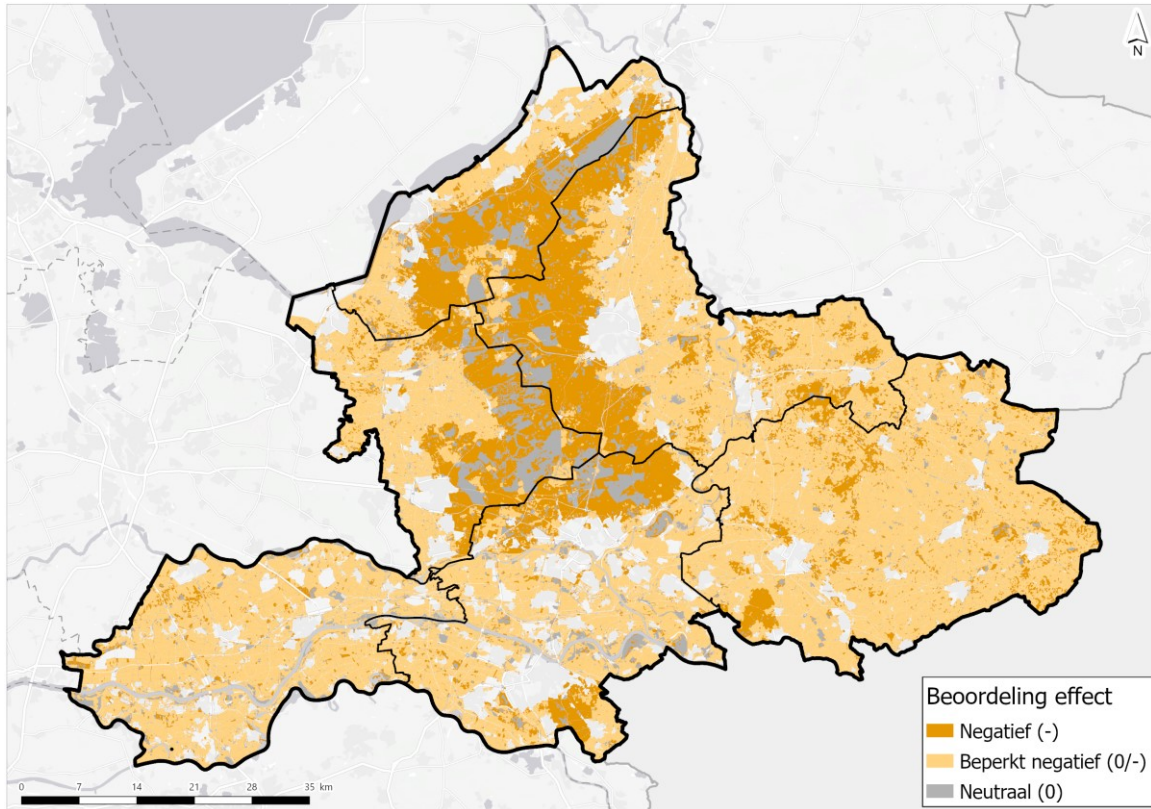 N
Beoordeling effect
Negatief (-)
Beperkt negatief (0/-)
Neutraal (0)
0 7 14 21 28 35 km